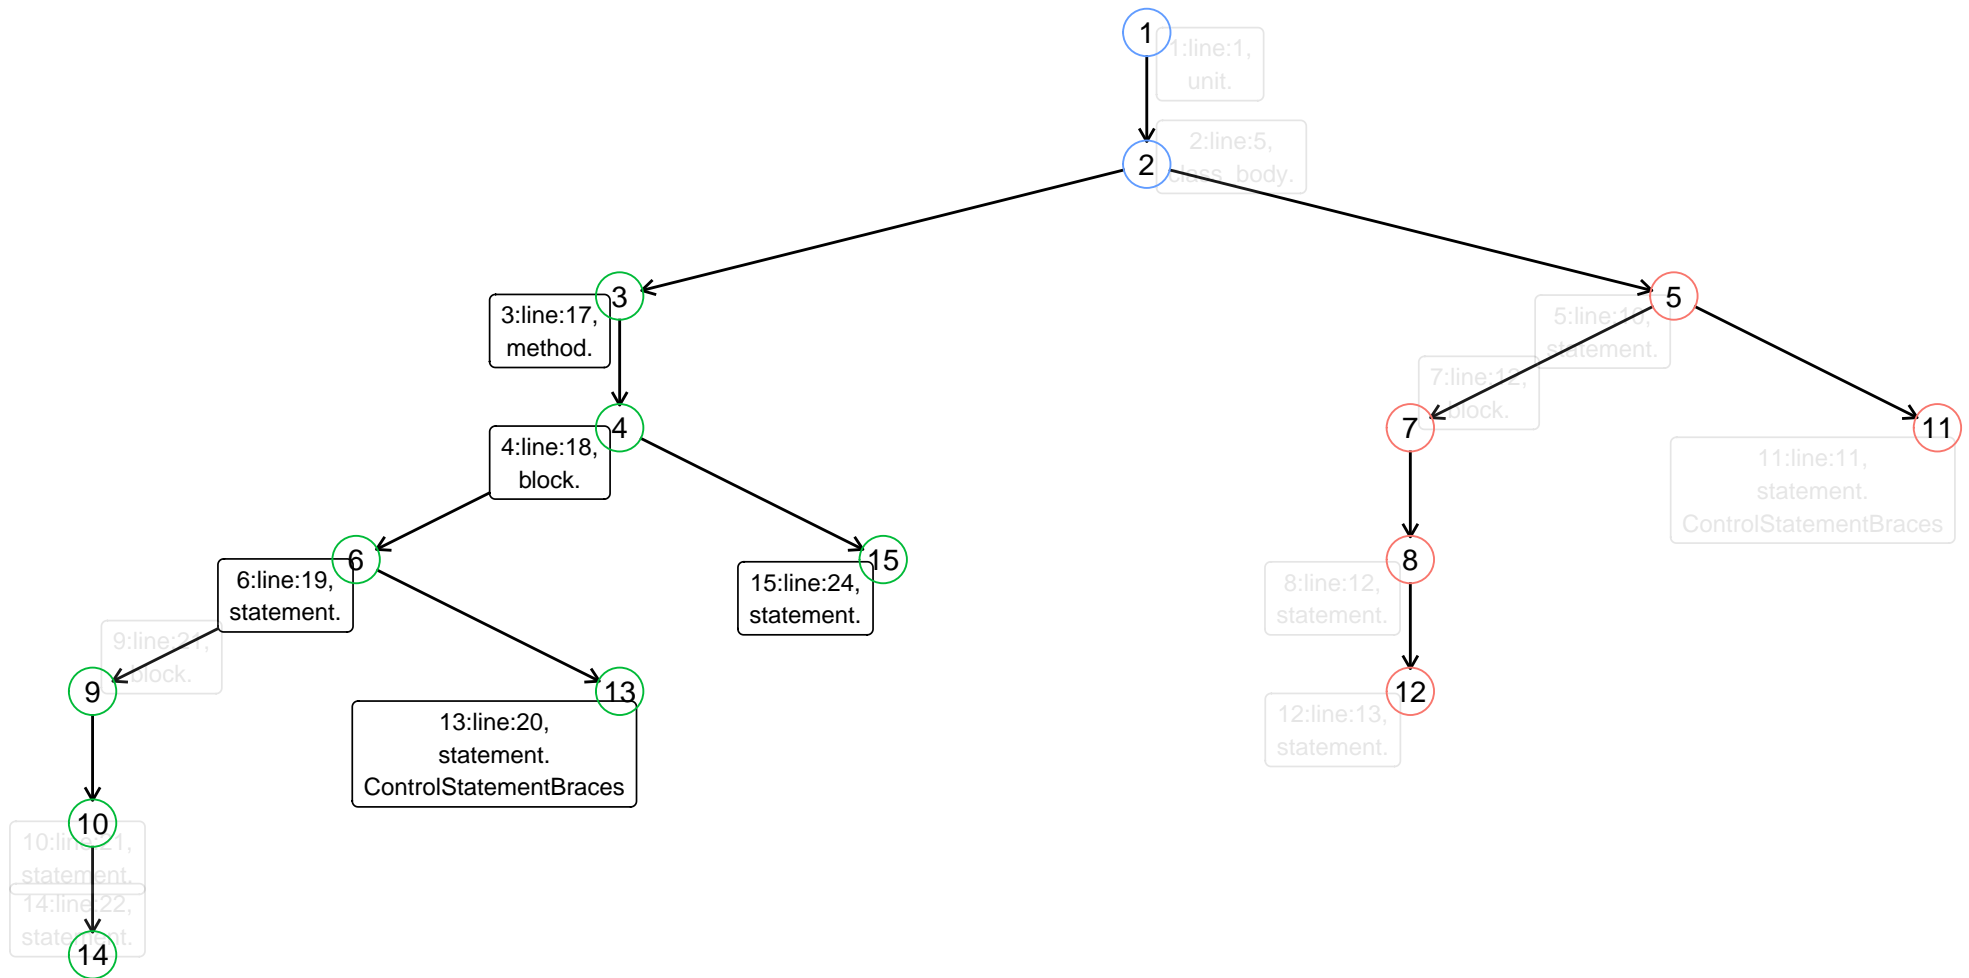 1
1:line:1,
unit.
2
2:line:5,
class_body.
3
3:line:17,
method.
5
5:line:10,
statement.
4
4:line:18,
block.
7
7:line:12,
block.
11
11:line:11,
statement.
ControlStatementBraces
6
6:line:19,
statement.
15
15:line:24,
statement.
8
8:line:12,
statement.
9
9:line:21,
block.
13
13:line:20,
statement.
ControlStatementBraces
12
12:line:13,
statement.
10
10:line:21,
statement.
14:line:22,
statement.
14